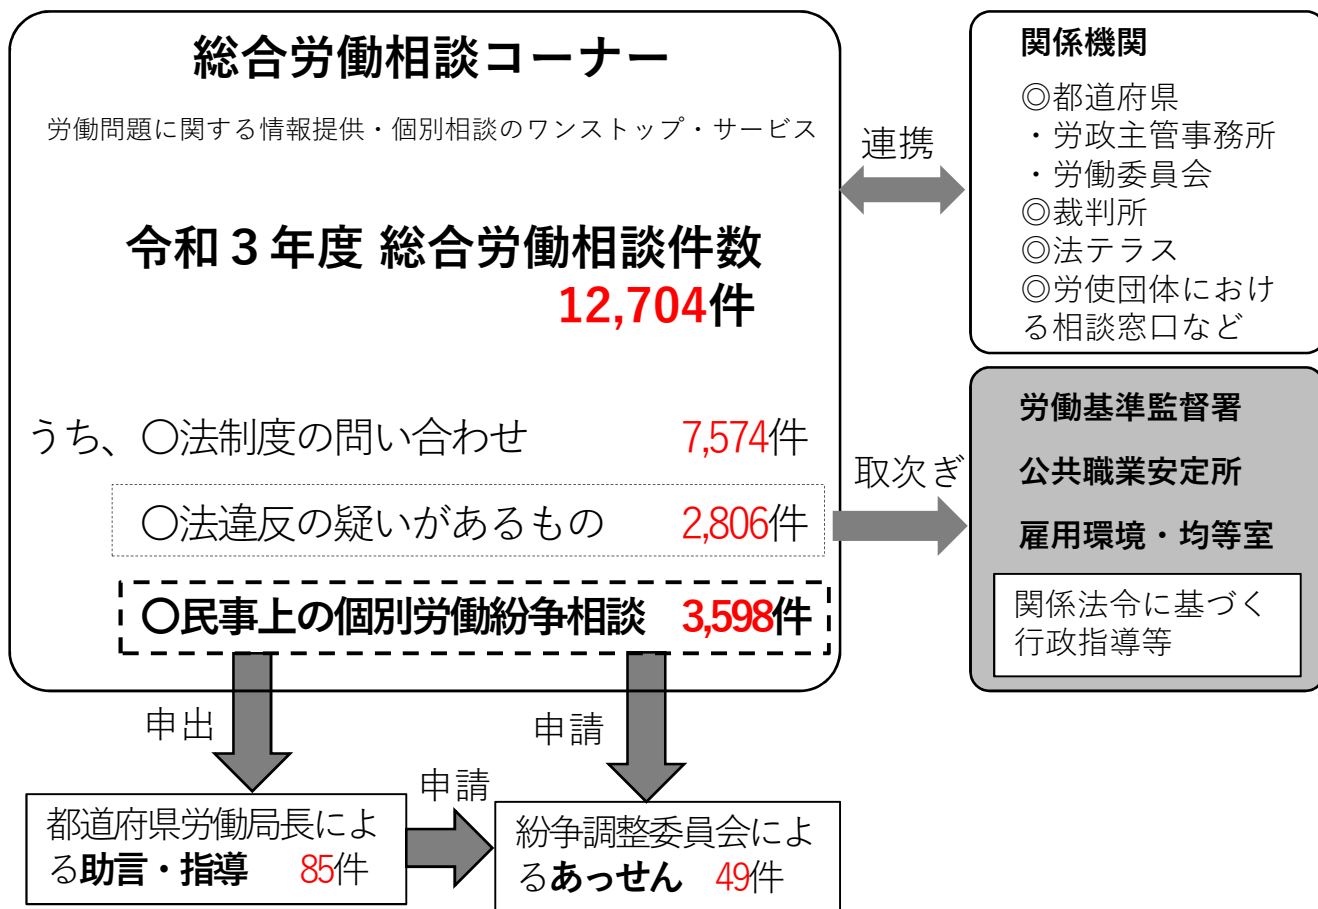 総合労働相談コーナー
労働問題に関する情報提供・個別相談のワンストップ・サービス
令和３年度 総合労働相談件数
12,704件
うち、〇法制度の問い合わせ 7,574件
〇法違反の疑いがあるもの 2,806件
〇民事上の個別労働紛争相談 3,598件
連携
関係機関
◎都道府県
・労政主管事務所
・労働委員会
◎裁判所
◎法テラス
◎労使団体におけ
る相談窓口など
取次ぎ
労働基準監督署
公共職業安定所
雇用環境・均等室
関係法令に基づく
行政指導等
申出
申請
都道府県労働局長によ
る助言・指導 85件
申請
紛争調整委員会によ
るあっせん 49件